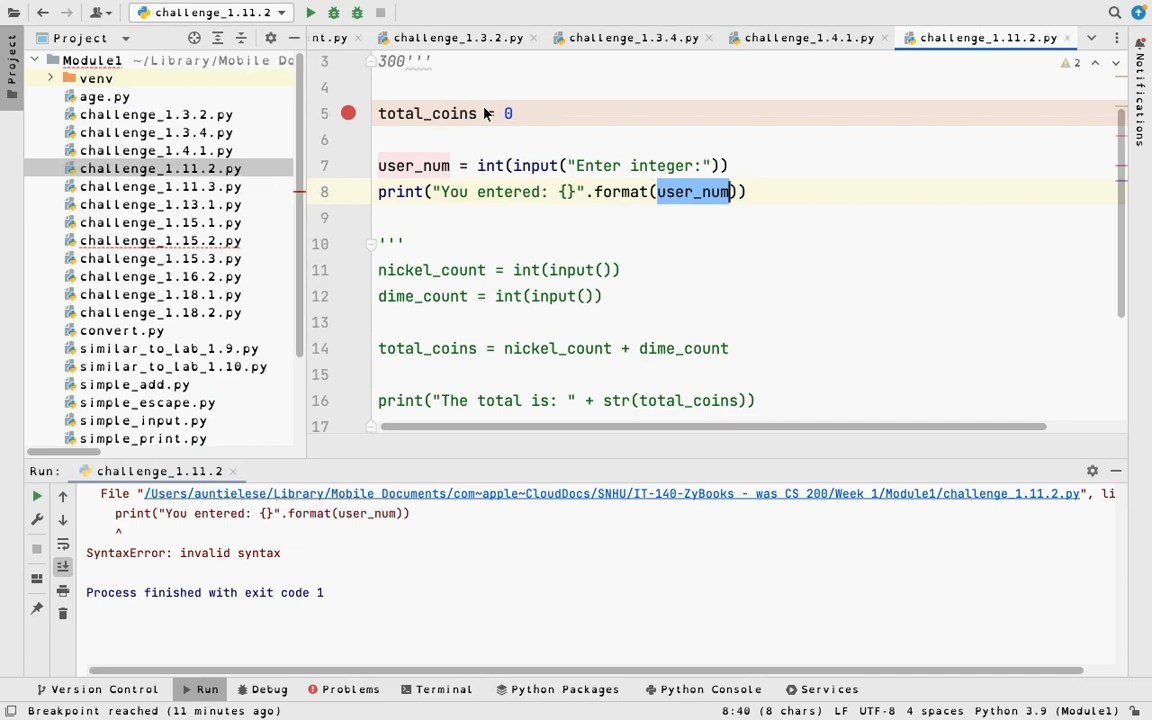 challenge_1.11.2
Project
Module1 ~/Library/Mobile Do
venv
age.py
challenge_1.3.2.py
challenge_1.3.4.py
challenge_1.4.1.py
challenge_1.11.2.py
challenge_1.11.3.py
challenge_1.13.1.py
challenge_1.15.1.py
challenge_1.15.2.py
challenge_1.15.3.py
challenge_1.16.2.py
challenge_1.18.1.py
challenge_1.18.2.py
convert.py
similar_to_lab_1.9.py
similar_to_lab_1.10.py
simple_add.py
simple_escape.py
simple_input.py
simple_print.py
Project
nt.py challenge_1.3.2.py challenge_1.3.4.py challenge_1.4.1.py challenge_1.11.2.py
2
Notifications
3 300'''
4
5 total_coins = 0
6
7 user_num = int(input("Enter integer:"))
8 print("You entered: {}".format(user_num))
9
10 '''
11 nickel_count = int(input())
12 dime_count = int(input())
13
14 total_coins = nickel_count + dime_count
15
16 print("The total is: " + str(total_coins))
17
Run: challenge_1.11.2
File "/Users/auntielese/Library/Mobile Documents/com~apple~CloudDocs/SNHU/IT-140-ZyBooks - was CS 200/Week 1/Module1/challenge_1.11.2.py", li
print("You entered: {}".format(user_num))
^
SyntaxError: invalid syntax
Process finished with exit code 1
Version Control Run Debug Problems Terminal Python Packages Python Console Services
Breakpoint reached (11 minutes ago) 8:40 (8 chars) LF UTF-8 4 spaces Python 3.9 (Module1)